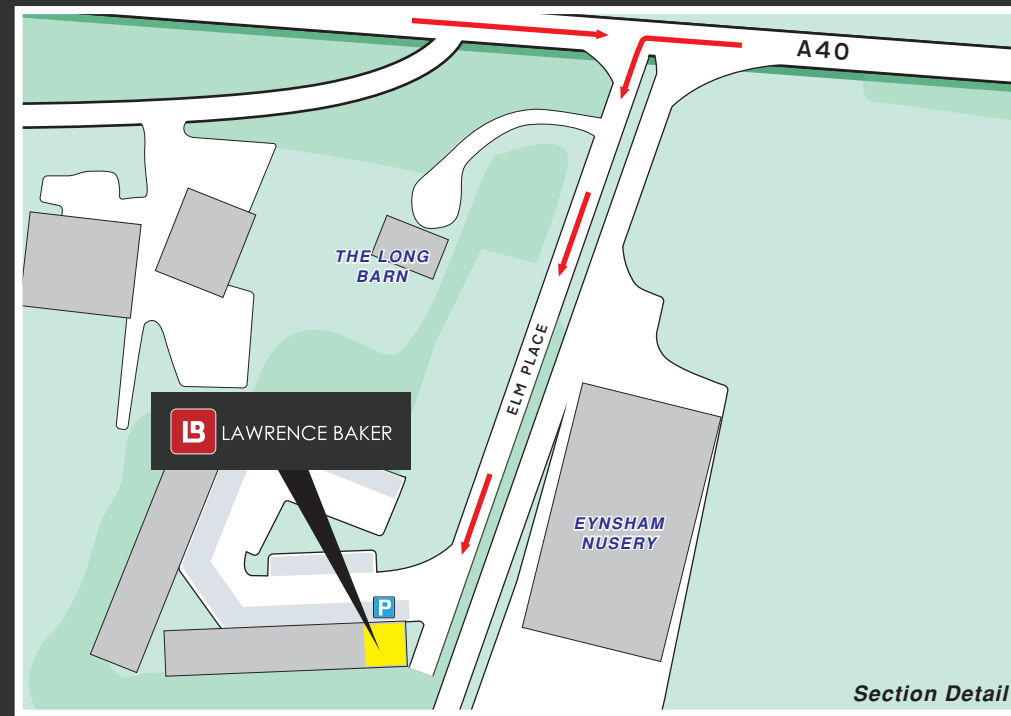 A40
THE LONG
BARN
ELM PLACE
LB LAWRENCE BAKER
EYNSHAM
NUSERY
P
Section Detail